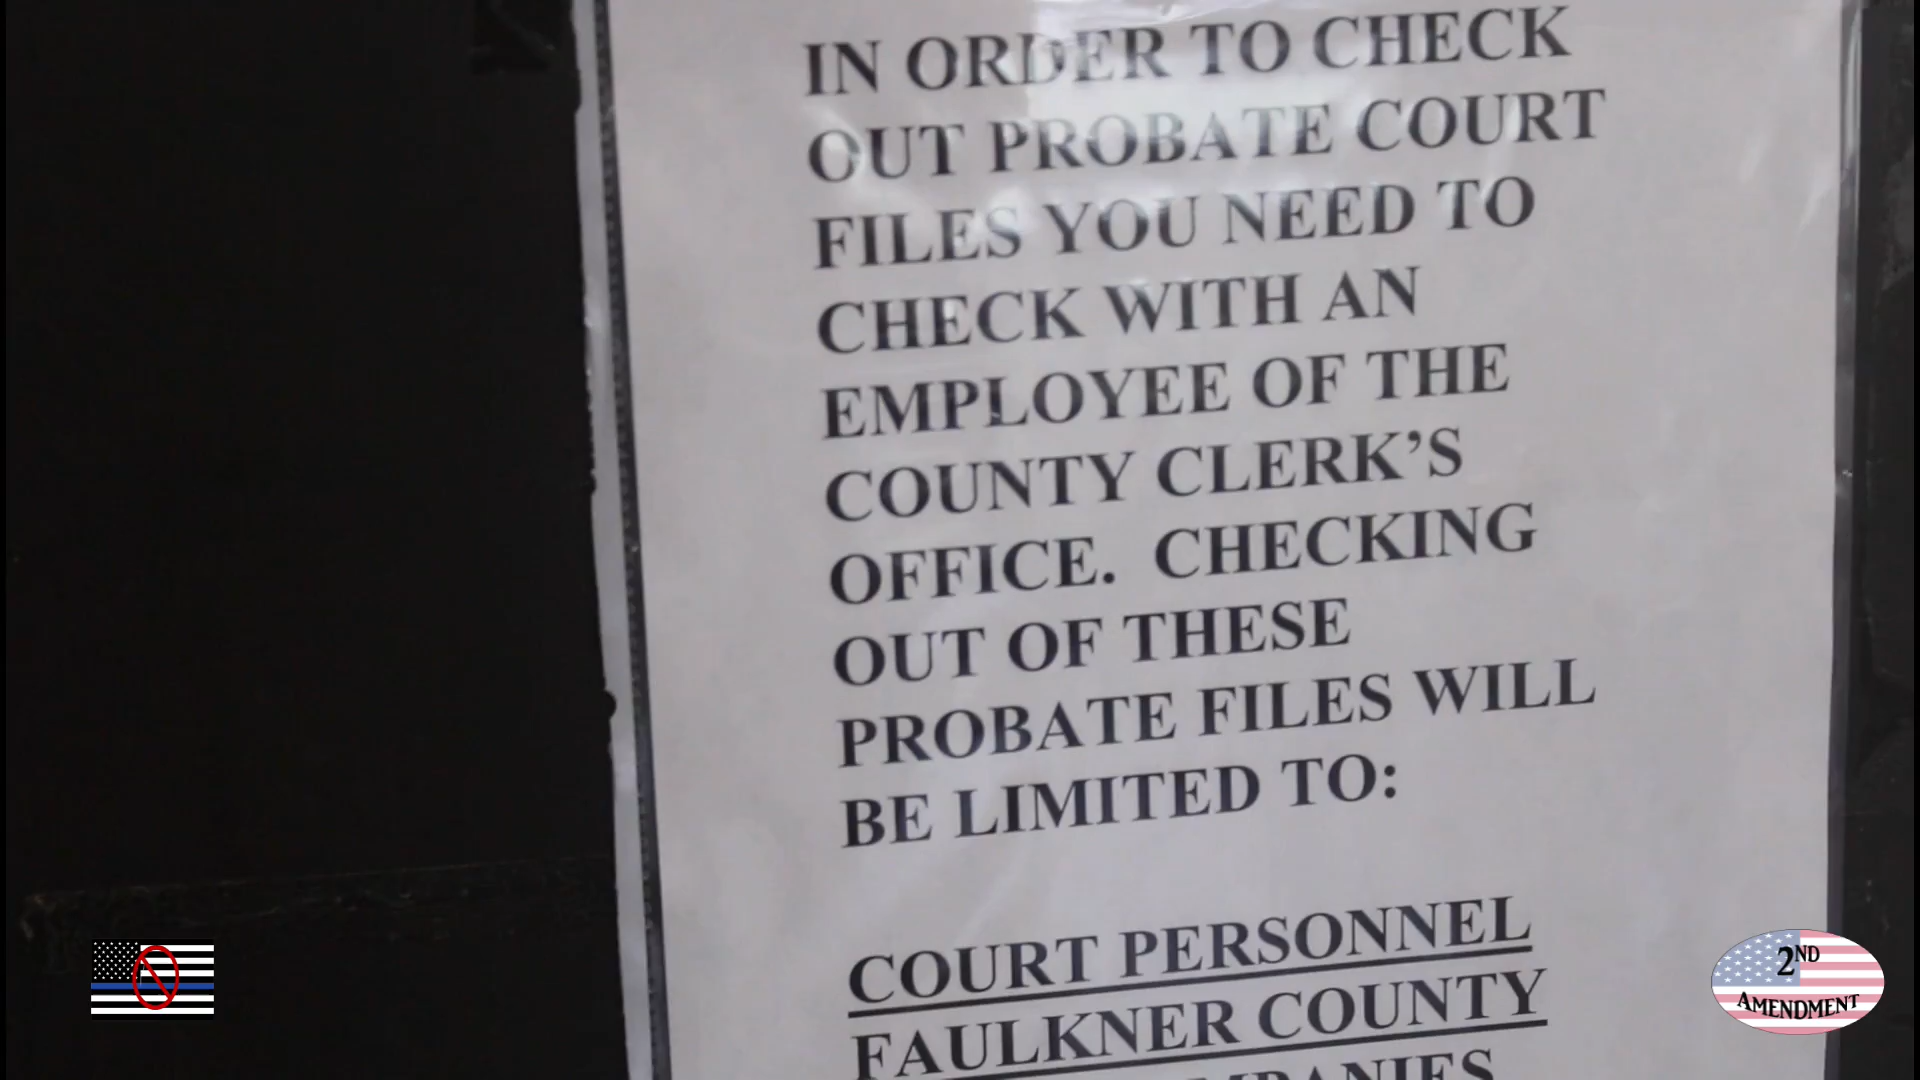 IN ORDER TO CHECK
OUT PROBATE COURT
FILES YOU NEED TO
CHECK WITH AN
EMPLOYEE OF THE
COUNTY CLERK’S
OFFICE. CHECKING
OUT OF THESE
PROBATE FILES WILL
BE LIMITED TO:
COURT PERSONNEL
FAULKNER COUNTY
2ND
AMENDMENT